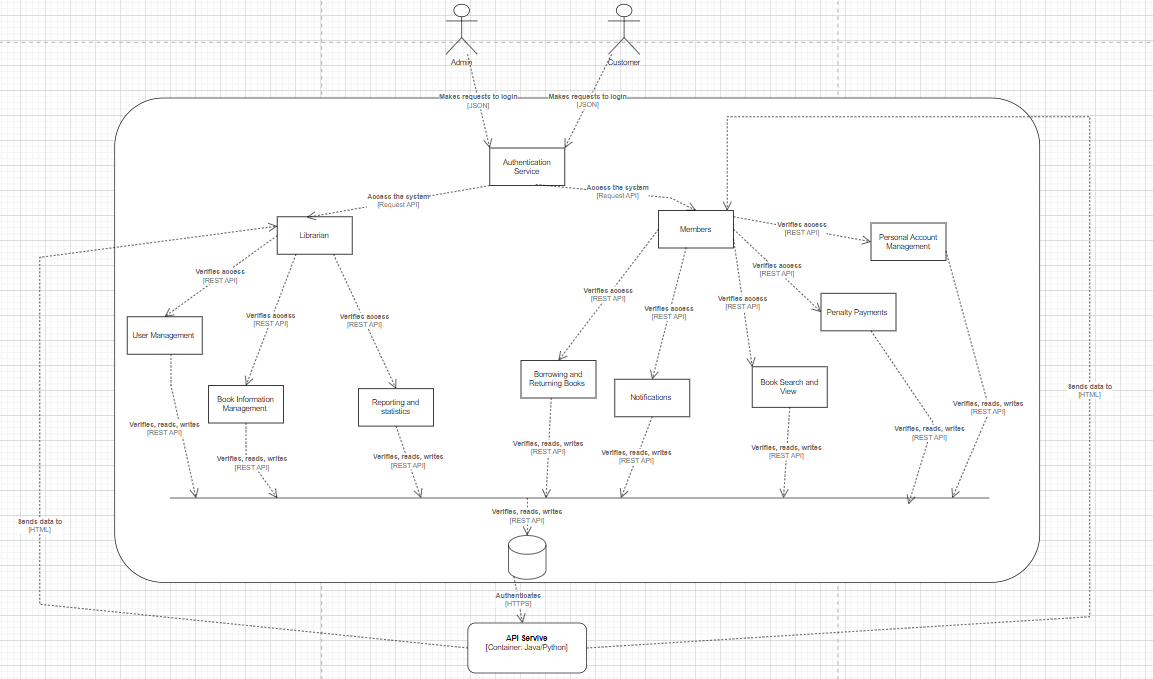 Admin
Customer
Makes requests to login
[JSON]
Makes requests to login
[JSON]
Authentication
Service
Access the system
[Request API]
Access the system
[Request API]
Librarian
Members
Verifies access
[REST API]
Personal Account
Management
Verifies access
[REST API]
Verifies access
[REST API]
Verifies access
[REST API]
Verifies access
[REST API]
Verifies access
[REST API]
Verifies access
[REST API]
Verifies access
[REST API]
Penalty Payments
User Management
Book Information
Management
Reporting and
statistics
Borrowing and
Returning Books
Notifications
Book Search and
View
Sends data to
[HTML]
Verifies, reads, writes
[REST API]
Verifies, reads, writes
[REST API]
Verifies, reads, writes
[REST API]
Verifies, reads, writes
[REST API]
Verifies, reads, writes
[REST API]
Verifies, reads, writes
[REST API]
Verifies, reads, writes
[REST API]
Verifies, reads, writes
[REST API]
Verifies, reads, writes
[REST API]
Sends data to
[HTML]
Authenticates
[HTTPS]
API Servive
[Container: Java/Python]